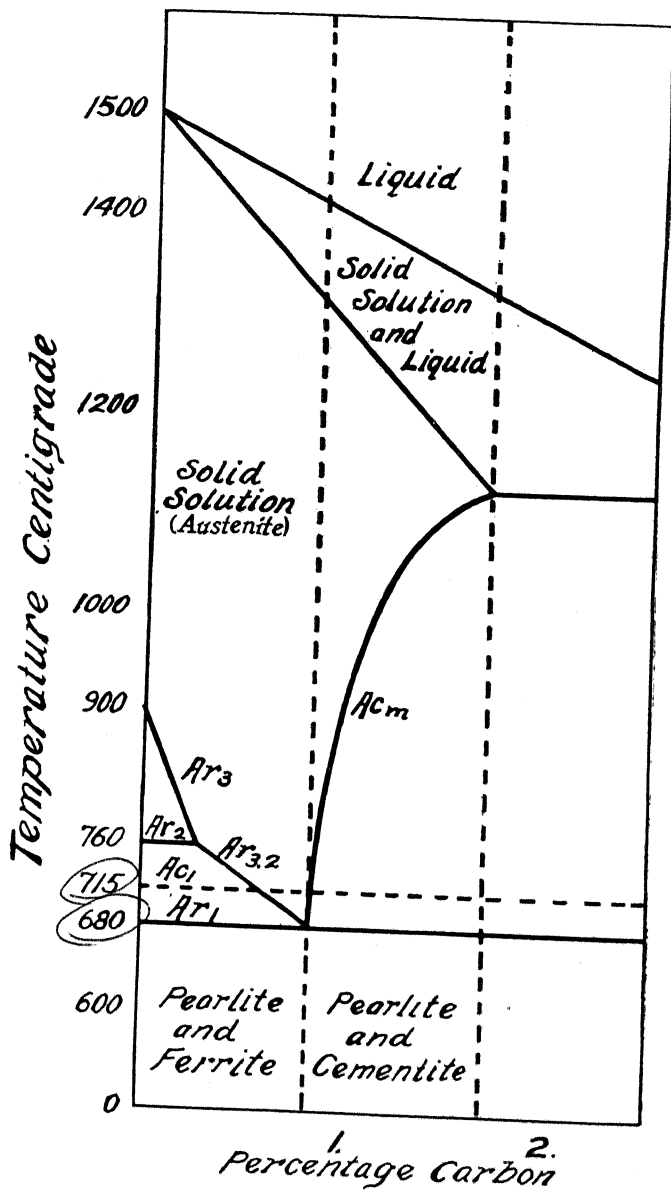 1500
1400
1200
1000
900
760
715
680
600
0
Temperature Centigrade
Liquid
Solid
Solution
and
Liquid
Solid
Solution
(Austenite)
Acm
Ar3
Ar2
Ar3.2
Ac1
Ar1
Pearlite
and
Ferrite
Pearlite
and
Cementite
1.
2.
Percentage Carbon